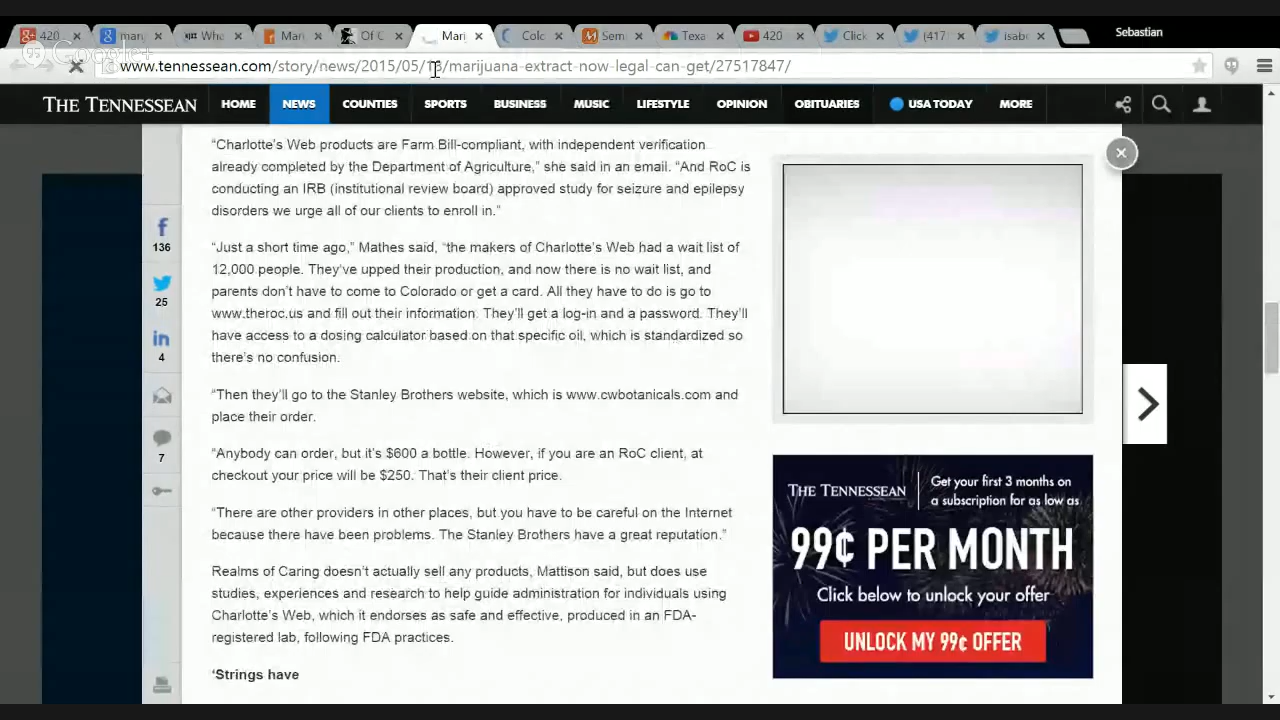 420
mari
Wha
Mari
Of C
Mari
Colc
Sem
Texa
420
Click
(417
isabc
Sebastian
Google+
www.tennessean.com/story/news/2015/05/13/marijuana-extract-now-legal-can-get/27517847/
THE TENNESSEAN
HOME
NEWS
COUNTIES
SPORTS
BUSINESS
MUSIC
LIFESTYLE
OPINION
OBITUARIES
USA TODAY
MORE
“Charlotte’s Web products are Farm Bill-compliant, with independent verification
already completed by the Department of Agriculture,” she said in an email. “And RoC is
conducting an IRB (institutional review board) approved study for seizure and epilepsy
disorders we urge all of our clients to enroll in.”
“Just a short time ago,” Mathes said, “the makers of Charlotte’s Web had a wait list of
12,000 people. They’ve upped their production, and now there is no wait list, and
parents don’t have to come to Colorado or get a card. All they have to do is go to
www.theroc.us and fill out their information. They’ll get a log-in and a password. They’ll
have access to a dosing calculator based on that specific oil, which is standardized so
there’s no confusion.
“Then they’ll go to the Stanley Brothers website, which is www.cwbotanicals.com and
place their order.
“Anybody can order, but it’s $600 a bottle. However, if you are an RoC client, at
checkout your price will be $250. That’s their client price.
“There are other providers in other places, but you have to be careful on the Internet
because there have been problems. The Stanley Brothers have a great reputation.”
Realms of Caring doesn’t actually sell any products, Mattison said, but does use
studies, experiences and research to help guide administration for individuals using
Charlotte’s Web, which it endorses as safe and effective, produced in an FDA-
registered lab, following FDA practices.
‘Strings have
136
25
4
7
THE TENNESSEAN
Get your first 3 months on
a subscription for as low as
99¢ PER MONTH
Click below to unlock your offer
UNLOCK MY 99¢ OFFER